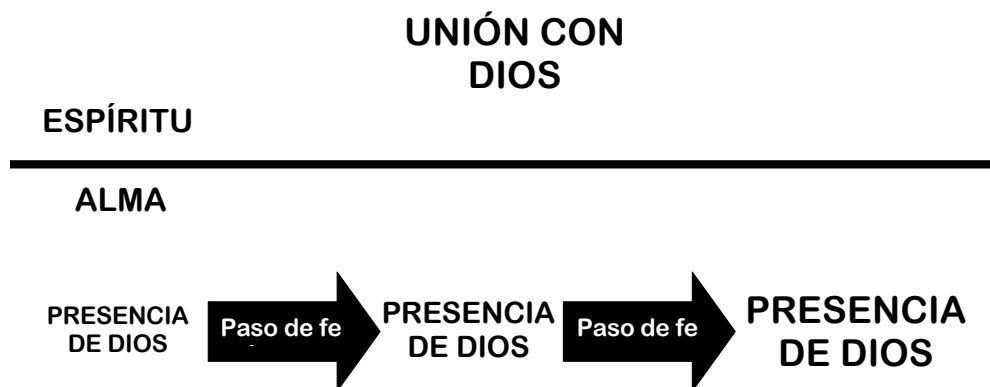 UNIÓN CON
DIOS
ESPÍRITU
ALMA
PRESENCIA
DE DIOS
Paso de fe
PRESENCIA
DE DIOS
Paso de fe
PRESENCIA
DE DIOS